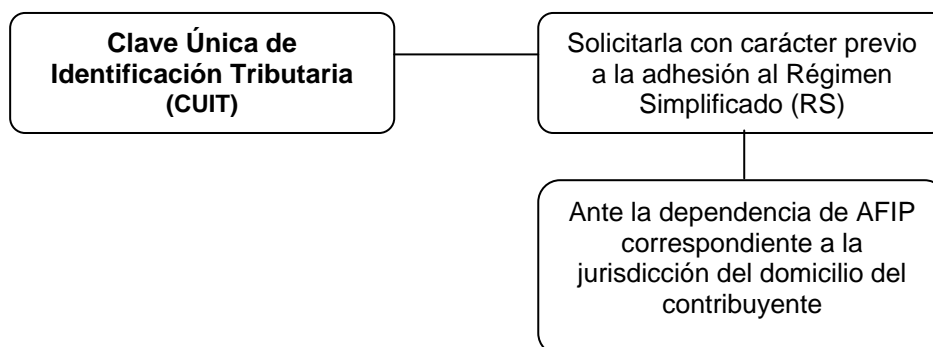 Clave Única de
Identificación Tributaria
(CUIT)
Solicitarla con carácter previo
a la adhesión al Régimen
Simplificado (RS)
Ante la dependencia de AFIP
correspondiente a la
jurisdicción del domicilio del
contribuyente